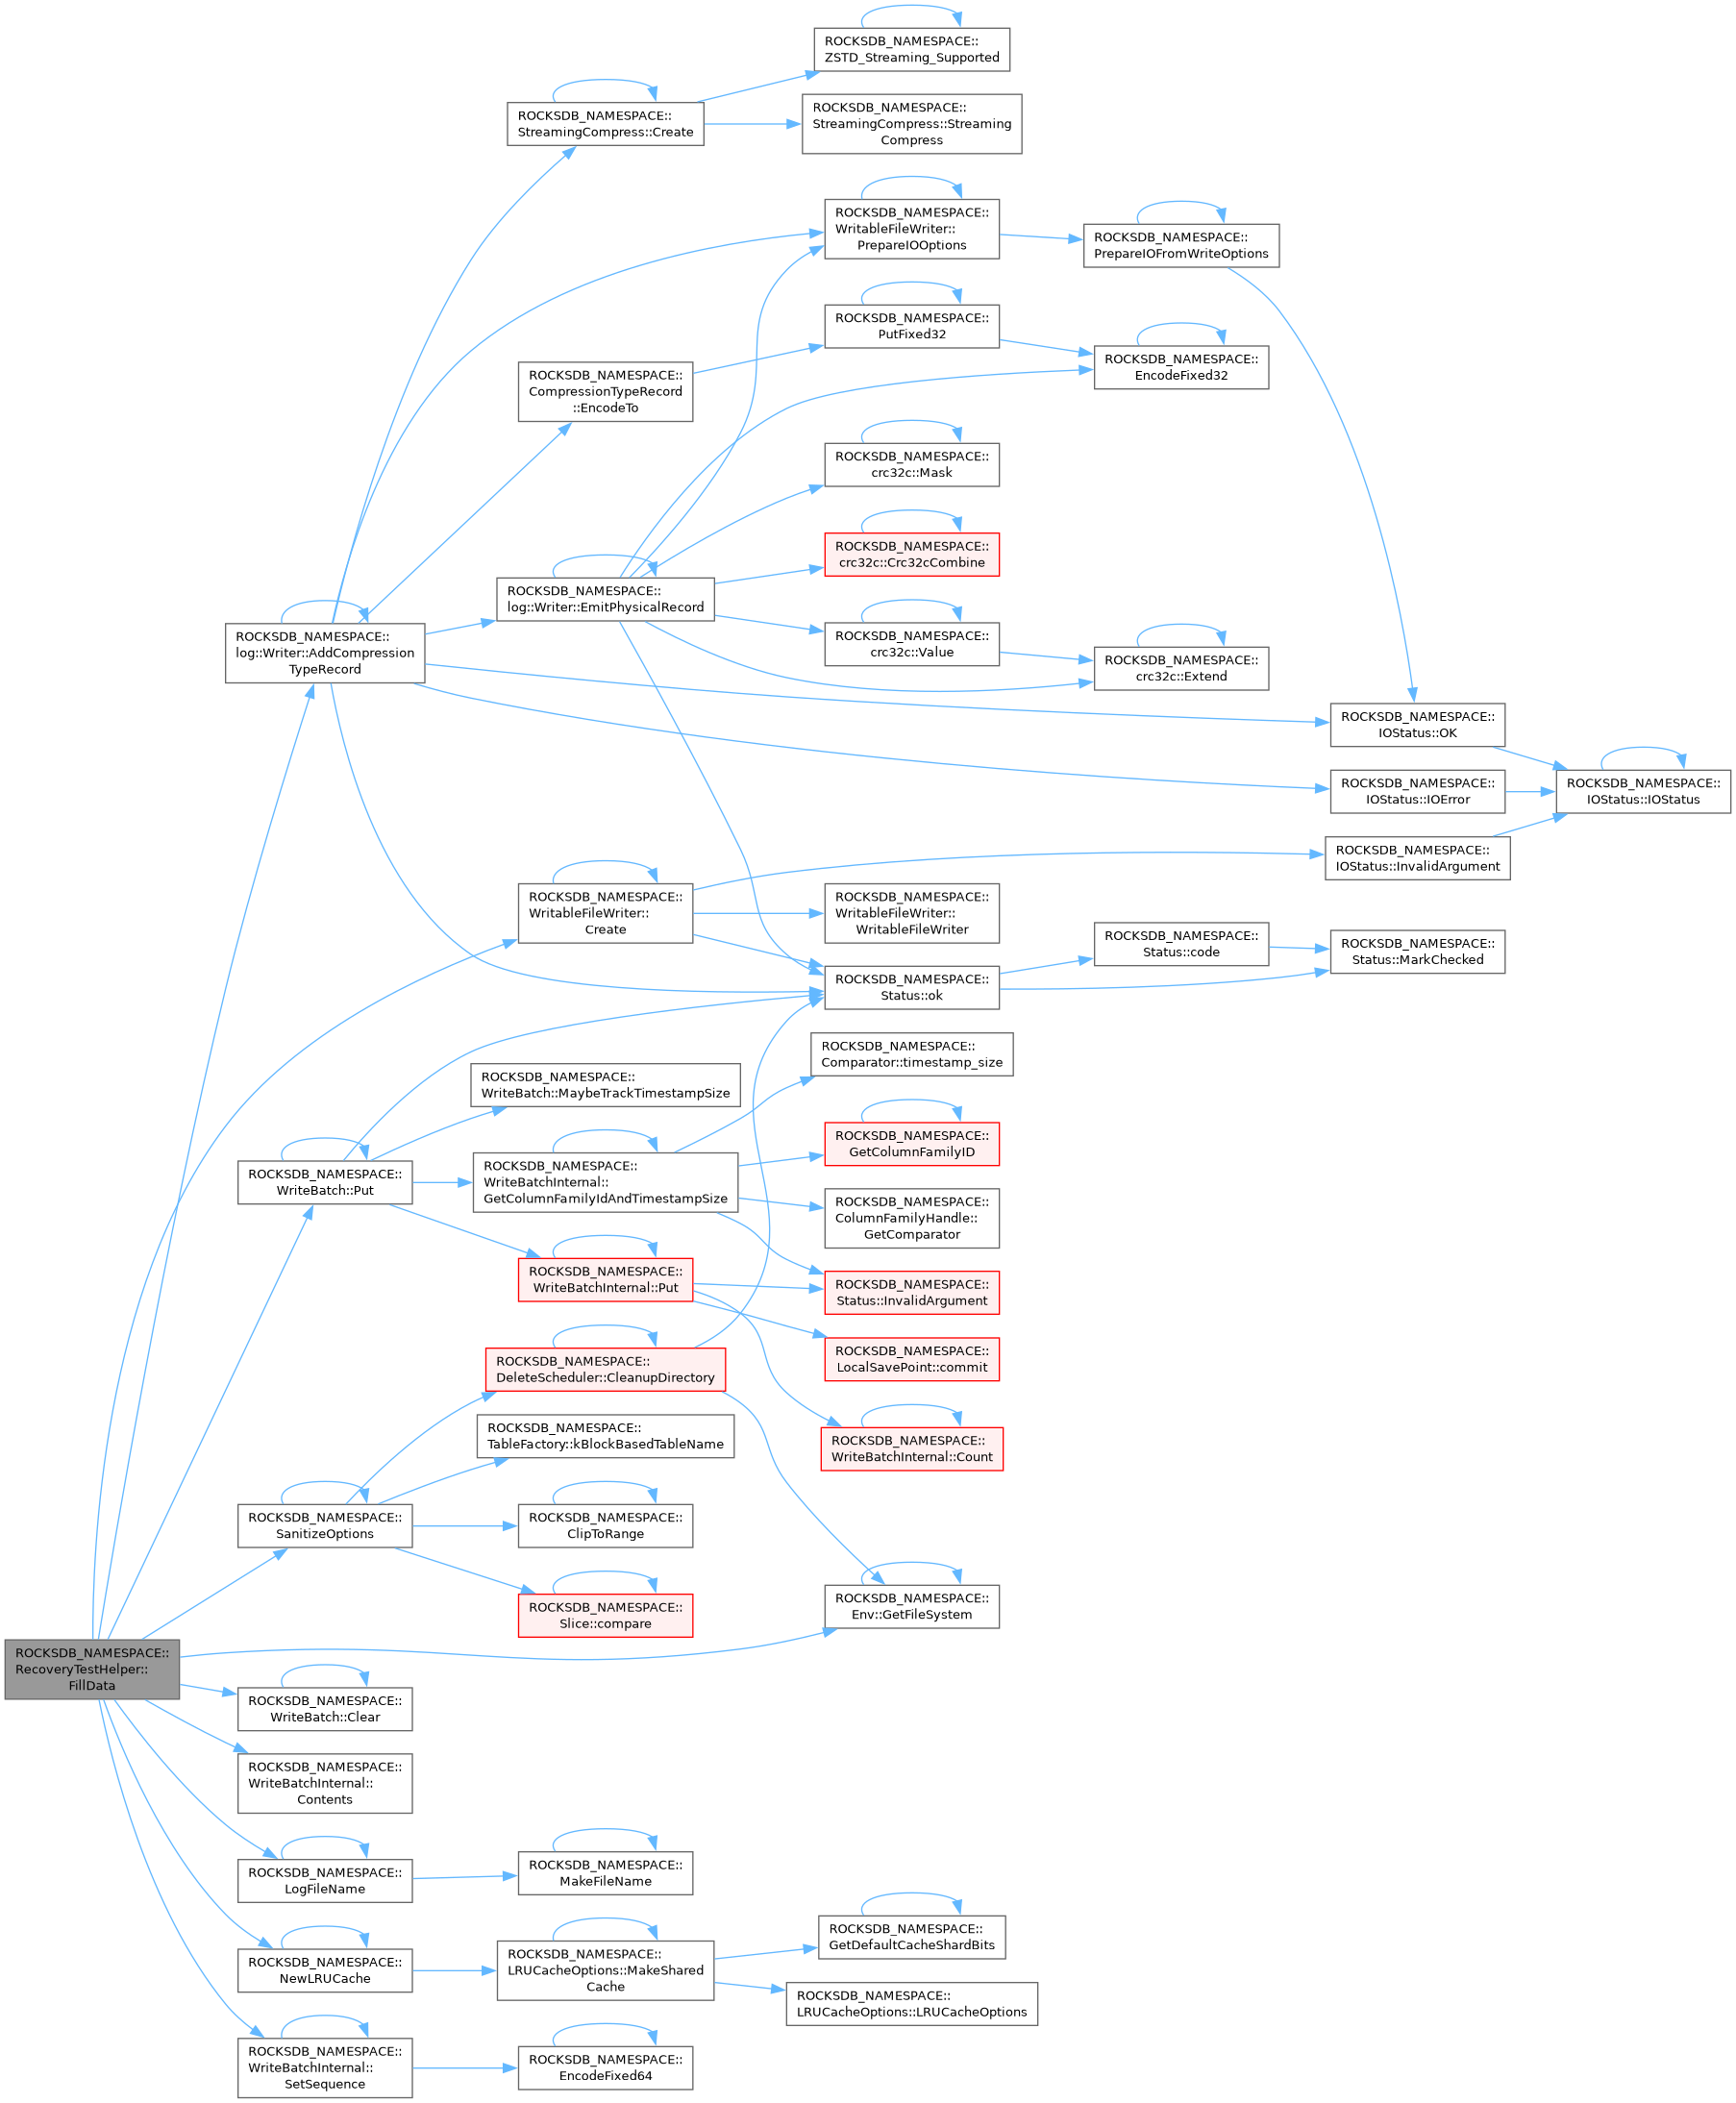 ROCKSDB_NAMESPACE::
ZSTD_Streaming_Supported
ROCKSDB_NAMESPACE::
StreamingCompress::Create
ROCKSDB_NAMESPACE::
StreamingCompress::Streaming
Compress
ROCKSDB_NAMESPACE::
WritableFileWriter::
PrepareIOOptions
ROCKSDB_NAMESPACE::
PrepareIOFromWriteOptions
ROCKSDB_NAMESPACE::
PutFixed32
ROCKSDB_NAMESPACE::
EncodeFixed32
ROCKSDB_NAMESPACE::
CompressionTypeRecord
::EncodeTo
ROCKSDB_NAMESPACE::
crc32c::Mask
ROCKSDB_NAMESPACE::
crc32c::Crc32cCombine
ROCKSDB_NAMESPACE::
log::Writer::EmitPhysicalRecord
ROCKSDB_NAMESPACE::
crc32c::Value
ROCKSDB_NAMESPACE::
log::Writer::AddCompression
TypeRecord
ROCKSDB_NAMESPACE::
crc32c::Extend
ROCKSDB_NAMESPACE::
IOStatus::OK
ROCKSDB_NAMESPACE::
IOStatus::IOError
ROCKSDB_NAMESPACE::
IOStatus::IOStatus
ROCKSDB_NAMESPACE::
IOStatus::InvalidArgument
ROCKSDB_NAMESPACE::
WritableFileWriter::
Create
ROCKSDB_NAMESPACE::
WritableFileWriter::
WritableFileWriter
ROCKSDB_NAMESPACE::
Status::code
ROCKSDB_NAMESPACE::
Status::MarkChecked
ROCKSDB_NAMESPACE::
Status::ok
ROCKSDB_NAMESPACE::
Comparator::timestamp_size
ROCKSDB_NAMESPACE::
WriteBatch::MaybeTrackTimestampSize
ROCKSDB_NAMESPACE::
GetColumnFamilyID
ROCKSDB_NAMESPACE::
WriteBatch::Put
ROCKSDB_NAMESPACE::
WriteBatchInternal::
GetColumnFamilyIdAndTimestampSize
ROCKSDB_NAMESPACE::
ColumnFamilyHandle::
GetComparator
ROCKSDB_NAMESPACE::
WriteBatchInternal::Put
ROCKSDB_NAMESPACE::
Status::InvalidArgument
ROCKSDB_NAMESPACE::
LocalSavePoint::commit
ROCKSDB_NAMESPACE::
DeleteScheduler::CleanupDirectory
ROCKSDB_NAMESPACE::
TableFactory::kBlockBasedTableName
ROCKSDB_NAMESPACE::
WriteBatchInternal::Count
ROCKSDB_NAMESPACE::
SanitizeOptions
ROCKSDB_NAMESPACE::
ClipToRange
ROCKSDB_NAMESPACE::
Slice::compare
ROCKSDB_NAMESPACE::
Env::GetFileSystem
ROCKSDB_NAMESPACE::
RecoveryTestHelper::
FillData
ROCKSDB_NAMESPACE::
WriteBatch::Clear
ROCKSDB_NAMESPACE::
WriteBatchInternal::
Contents
ROCKSDB_NAMESPACE::
LogFileName
ROCKSDB_NAMESPACE::
MakeFileName
ROCKSDB_NAMESPACE::
NewLRUCache
ROCKSDB_NAMESPACE::
LRUCacheOptions::MakeShared
Cache
ROCKSDB_NAMESPACE::
GetDefaultCacheShardBits
ROCKSDB_NAMESPACE::
LRUCacheOptions::LRUCacheOptions
ROCKSDB_NAMESPACE::
WriteBatchInternal::
SetSequence
ROCKSDB_NAMESPACE::
EncodeFixed64